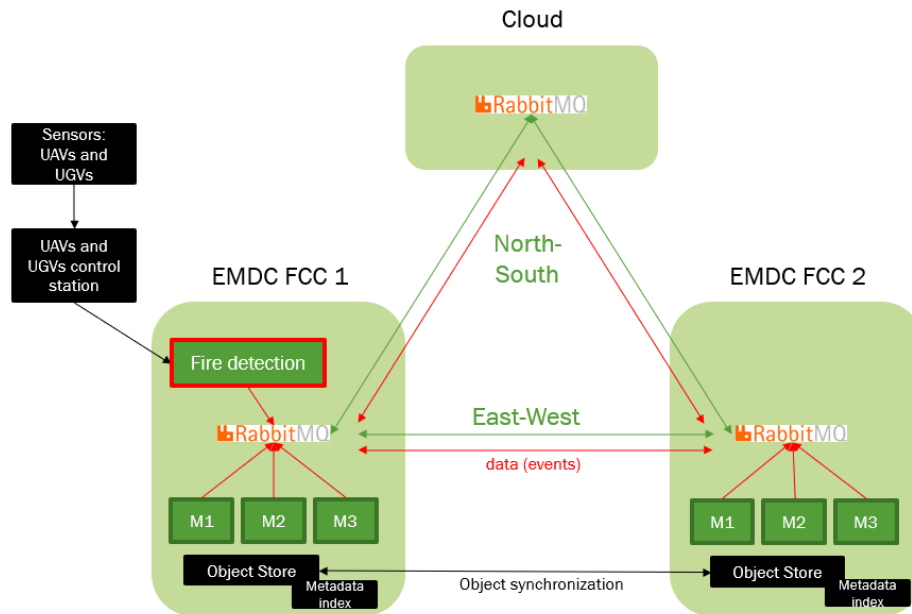 Cloud
RabbitMQ
Sensors:
UAVs and
UGVs
UAVs and
UGVs control
station
North-
South
EMDC FCC 1
EMDC FCC 2
Fire detection
East-West
RabbitMQ
RabbitMQ
data (events)
M1
M2
M3
M1
M2
M3
Object Store
Metadata
index
Object synchronization
Object Store
Metadata
index